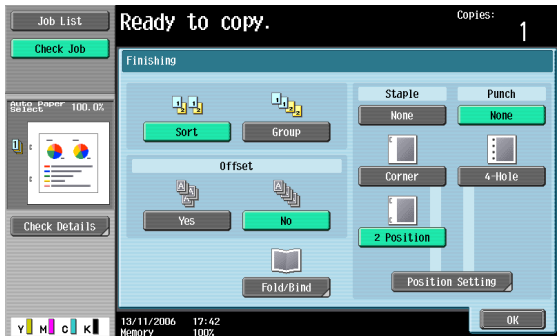 Job List
Ready to copy.
Copies:
1
Check Job
Finishing
Auto Paper Select
100.0%
Staple
Punch
None
None
Sort
Group
Corner
4-Hole
Offset
Yes
No
2 Position
Check Details
Fold/Bind
Position Setting
OK
Y M C K
13/11/2006 17:42
Memory 100%